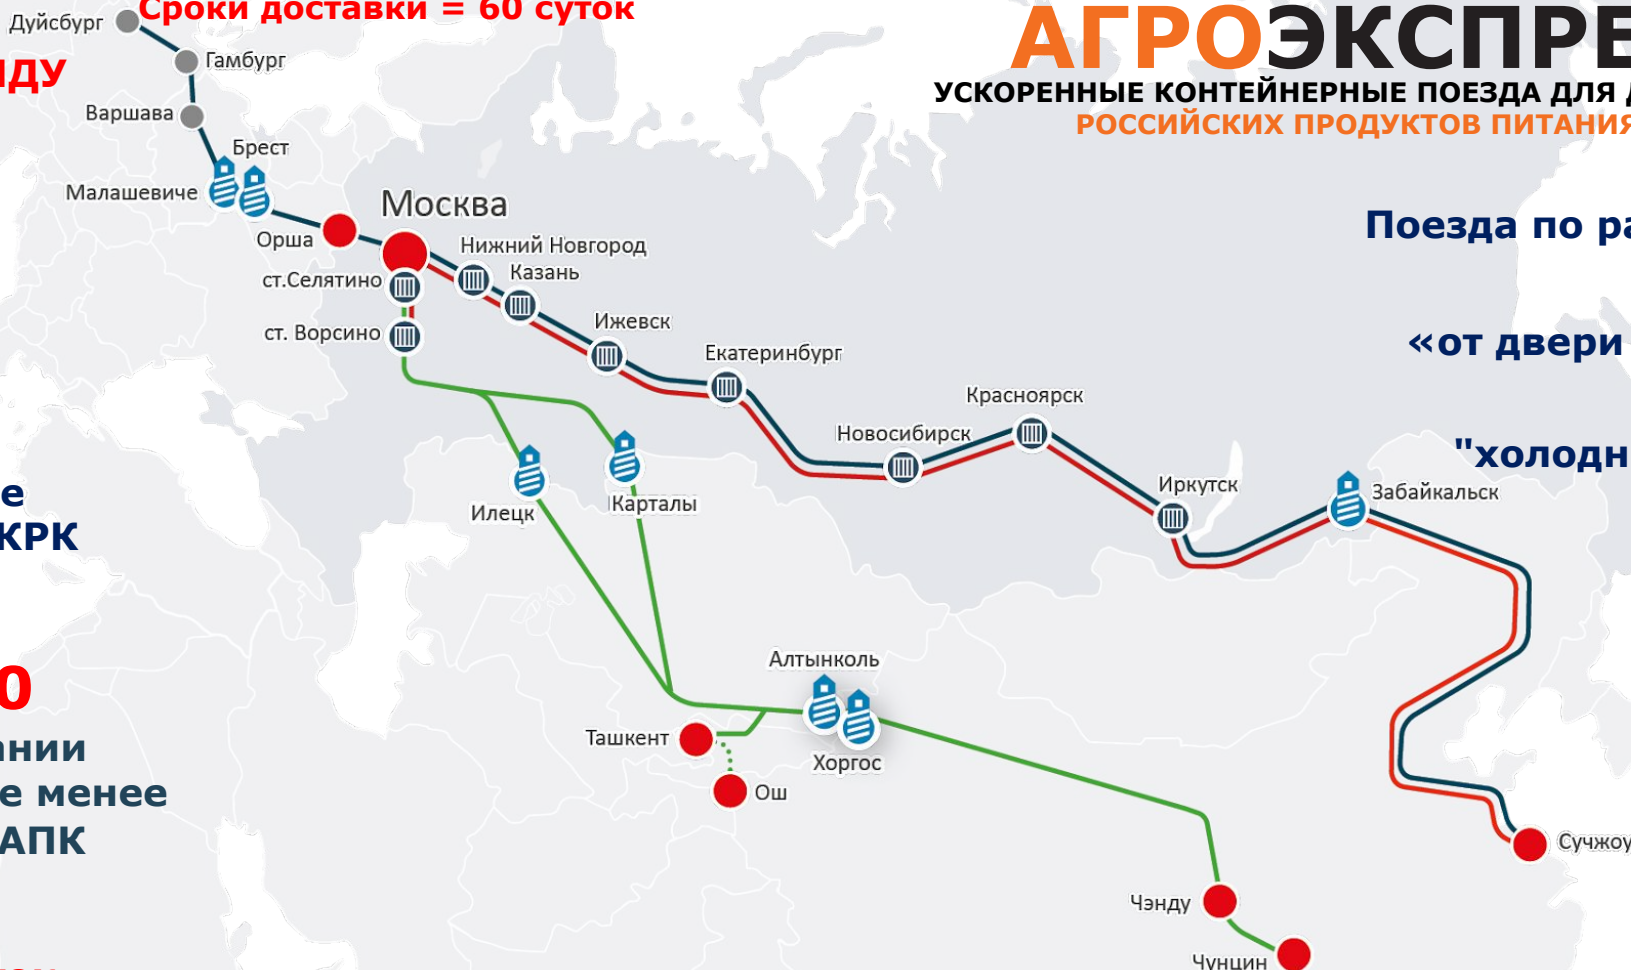 Сроки доставки = 60 суток
Дуйсбург
АГРОЭКСПРЕ
Гамбург
НДУ
УСКОРЕННЫЕ КОНТЕЙНЕРНЫЕ ПОЕЗДА ДЛЯ Д
Варшава
РОССИЙСКИХ ПРОДУКТОВ ПИТАНИЯ
Брест
Малашевиче
Москва
Поезда по ра
Орша
Нижний Новгород
Казань
ст.Селятино
Ижевск
ст. Ворсино
«от двери
Екатеринбург
Красноярск
Новосибирск
"холодн
Иркутск
Забайкальск
е
Карталы
Илецк
КРК
Алтынколь
0
Ташкент
ании
Хоргос
Ош
е менее
АПК
Сучжоу
Чэнду
Чунцин